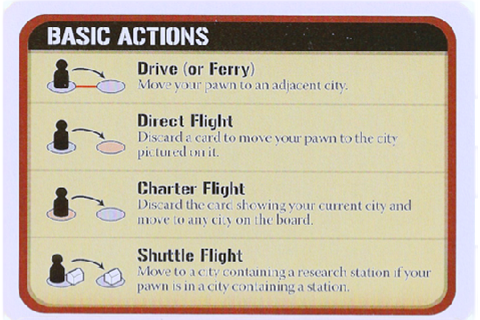 BASIC ACTIONS
Drive (or Ferry)
Move your pawn to an adjacent city.
Direct Flight
Discard a card to move your pawn to the city
pictured on it.
Charter Flight
Discard the card showing your current city and
move to any city on the board.
Shuttle Flight
Move to a city containing a research station if your
pawn is in a city containing a station.